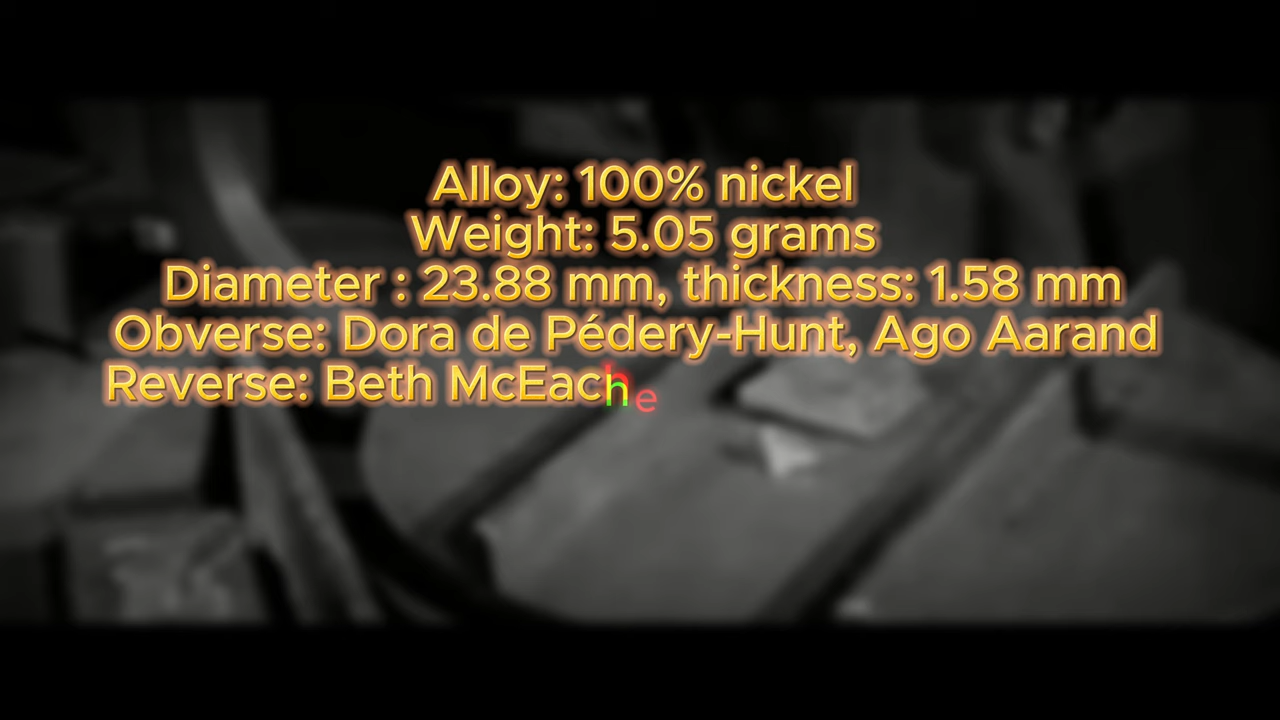 Alloy: 100% nickel
Weight: 5.05 grams
Diameter : 23.88 mm, thickness: 1.58 mm
Obverse: Dora de Pédery-Hunt, Ago Aarand
Reverse: Beth McEache